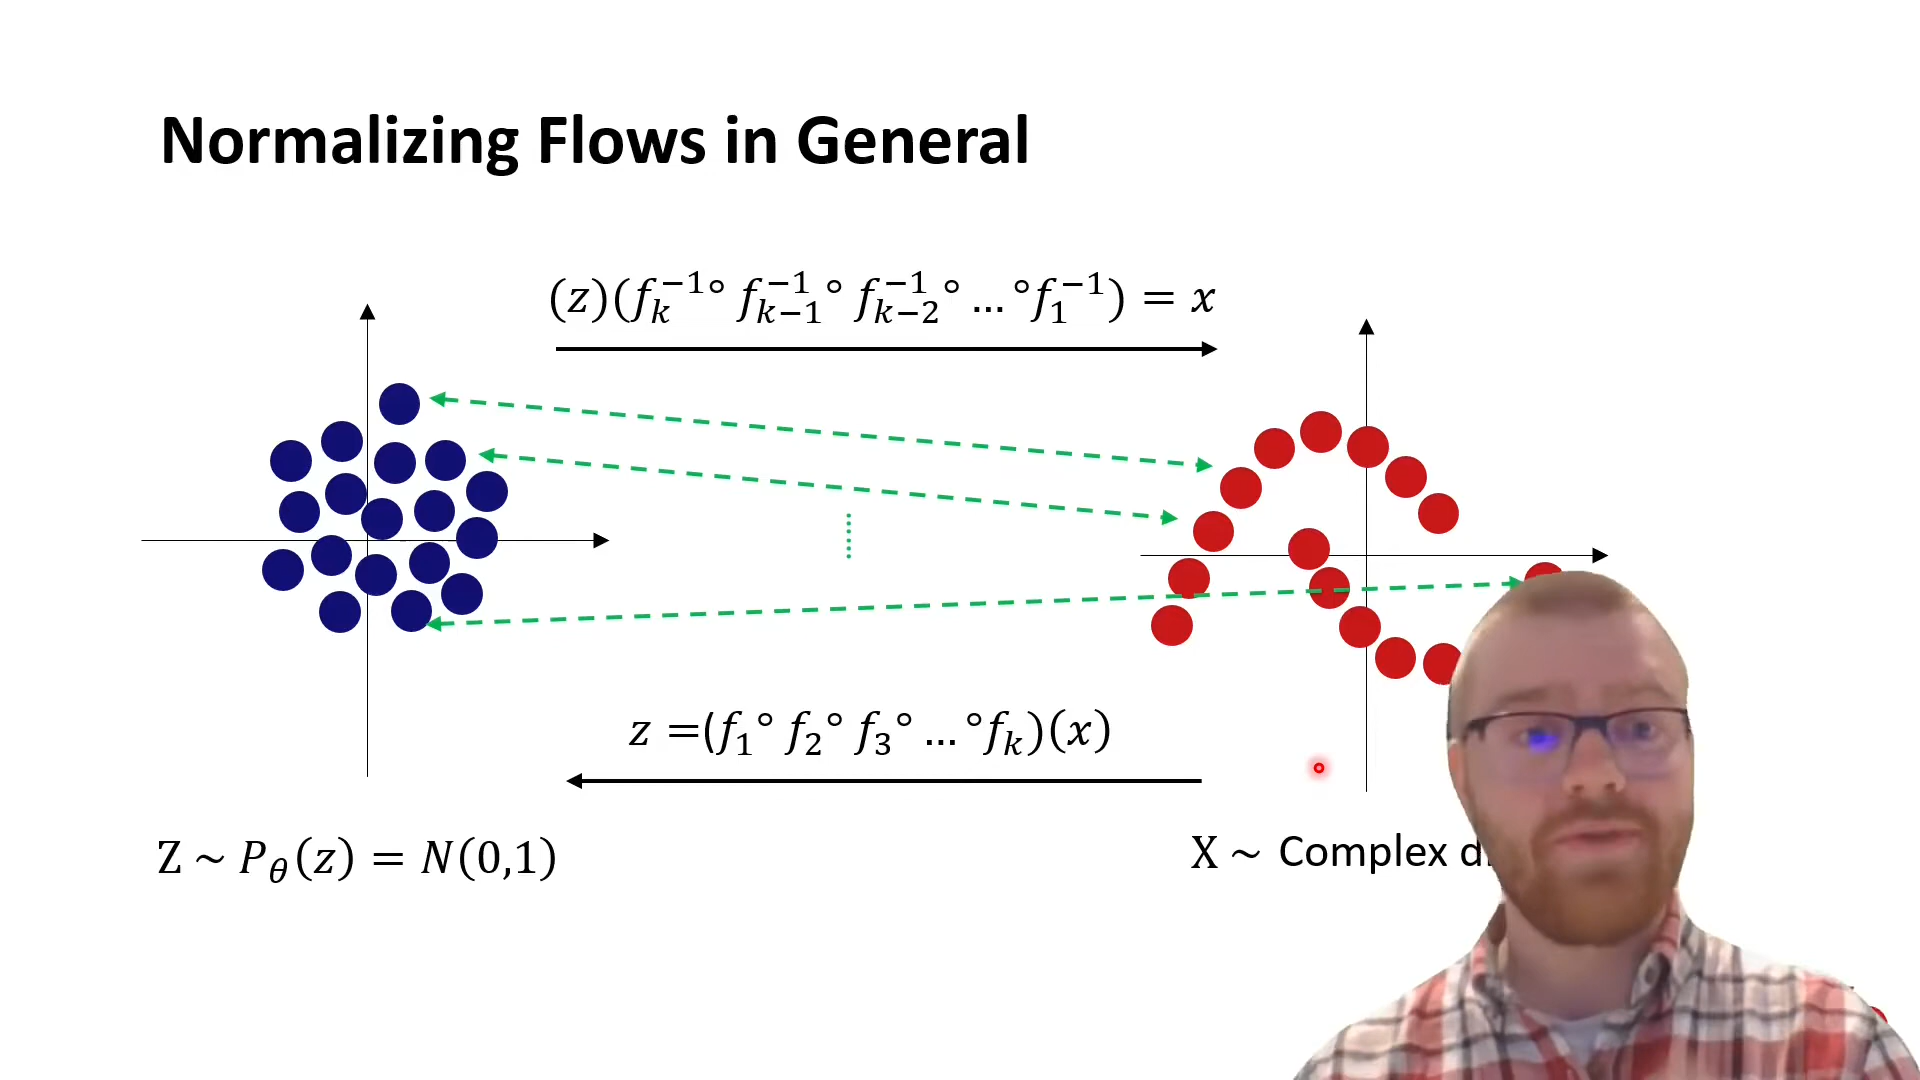 Normalizing Flows in General
(z)(f_k^{-1}∘ f_{k-1}^{-1}∘ f_{k-2}^{-1}∘ … ∘f_1^{-1}) = x
z =(f_1∘ f_2∘ f_3∘ … ∘f_k)(x)
Z ~ P_θ(z) = N(0,1)
X ~ Complex